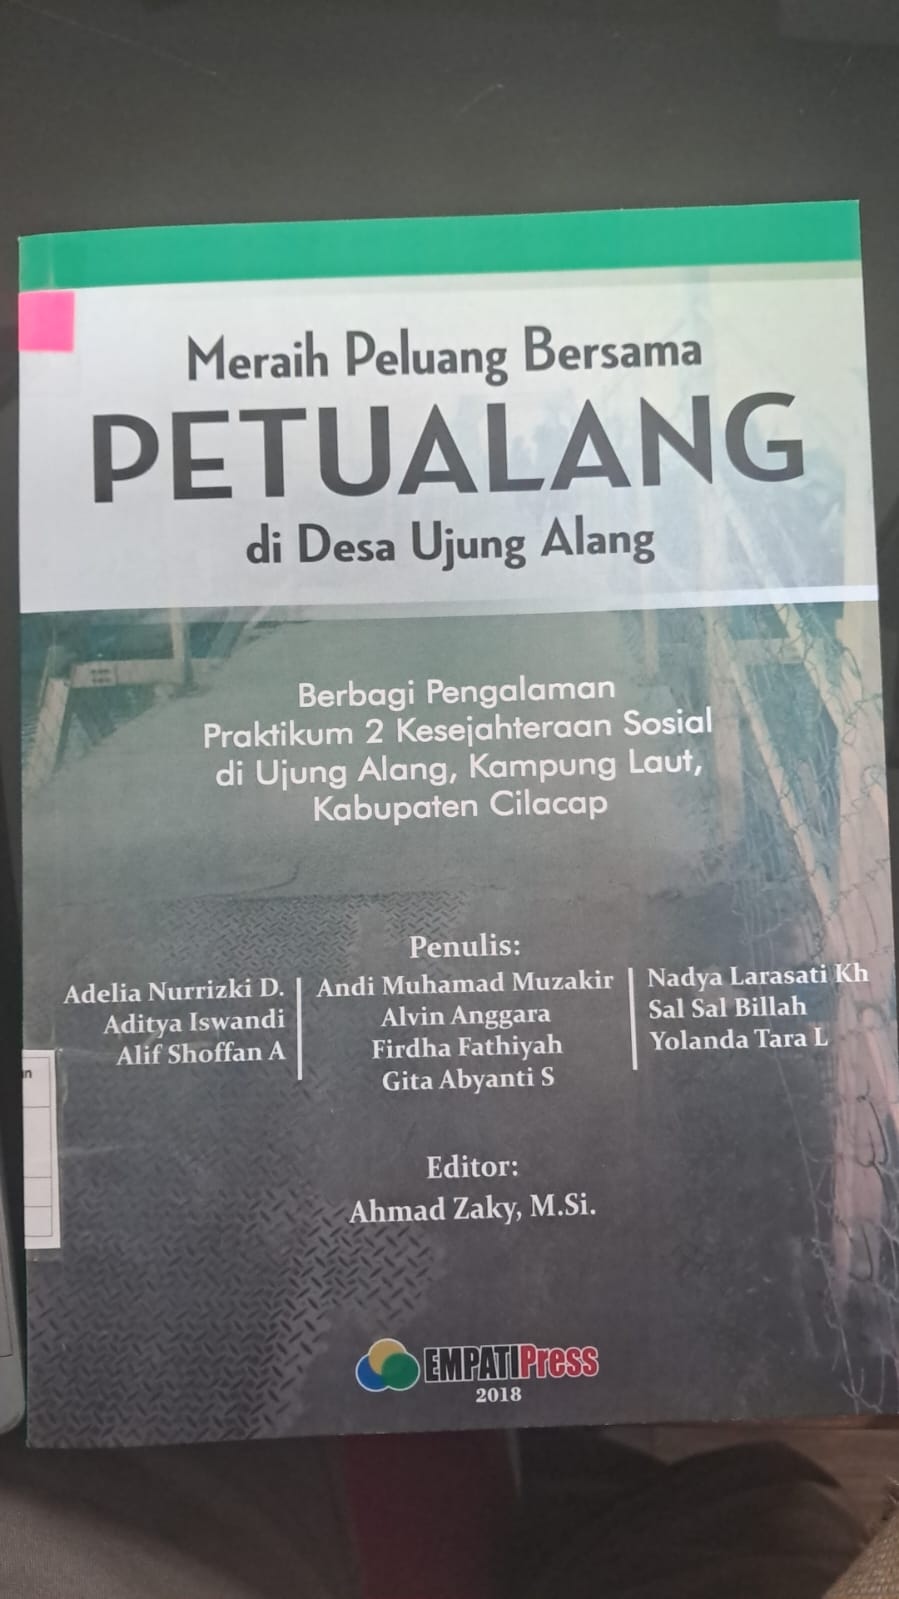 Meraih Peluang Bersama
PETUALANG
di Desa Ujung Alang
Berbagi Pengalaman
Praktikum 2 Kesejahteraan Sosial
di Ujung Alang, Kampung Laut,
Kabupaten Cilacap
Penulis:
Adelia Nurrizki D.
Aditya Iswandi
Alif Shoffan A
Andi Muhamad Muzakir
Alvin Anggara
Firdha Fathiyah
Gita Abyanti S
Nadya Larasati Kh
Sal Sal Billah
Yolanda Tara L
Editor:
Ahmad Zaky, M.Si.
EMPATIPress
2018